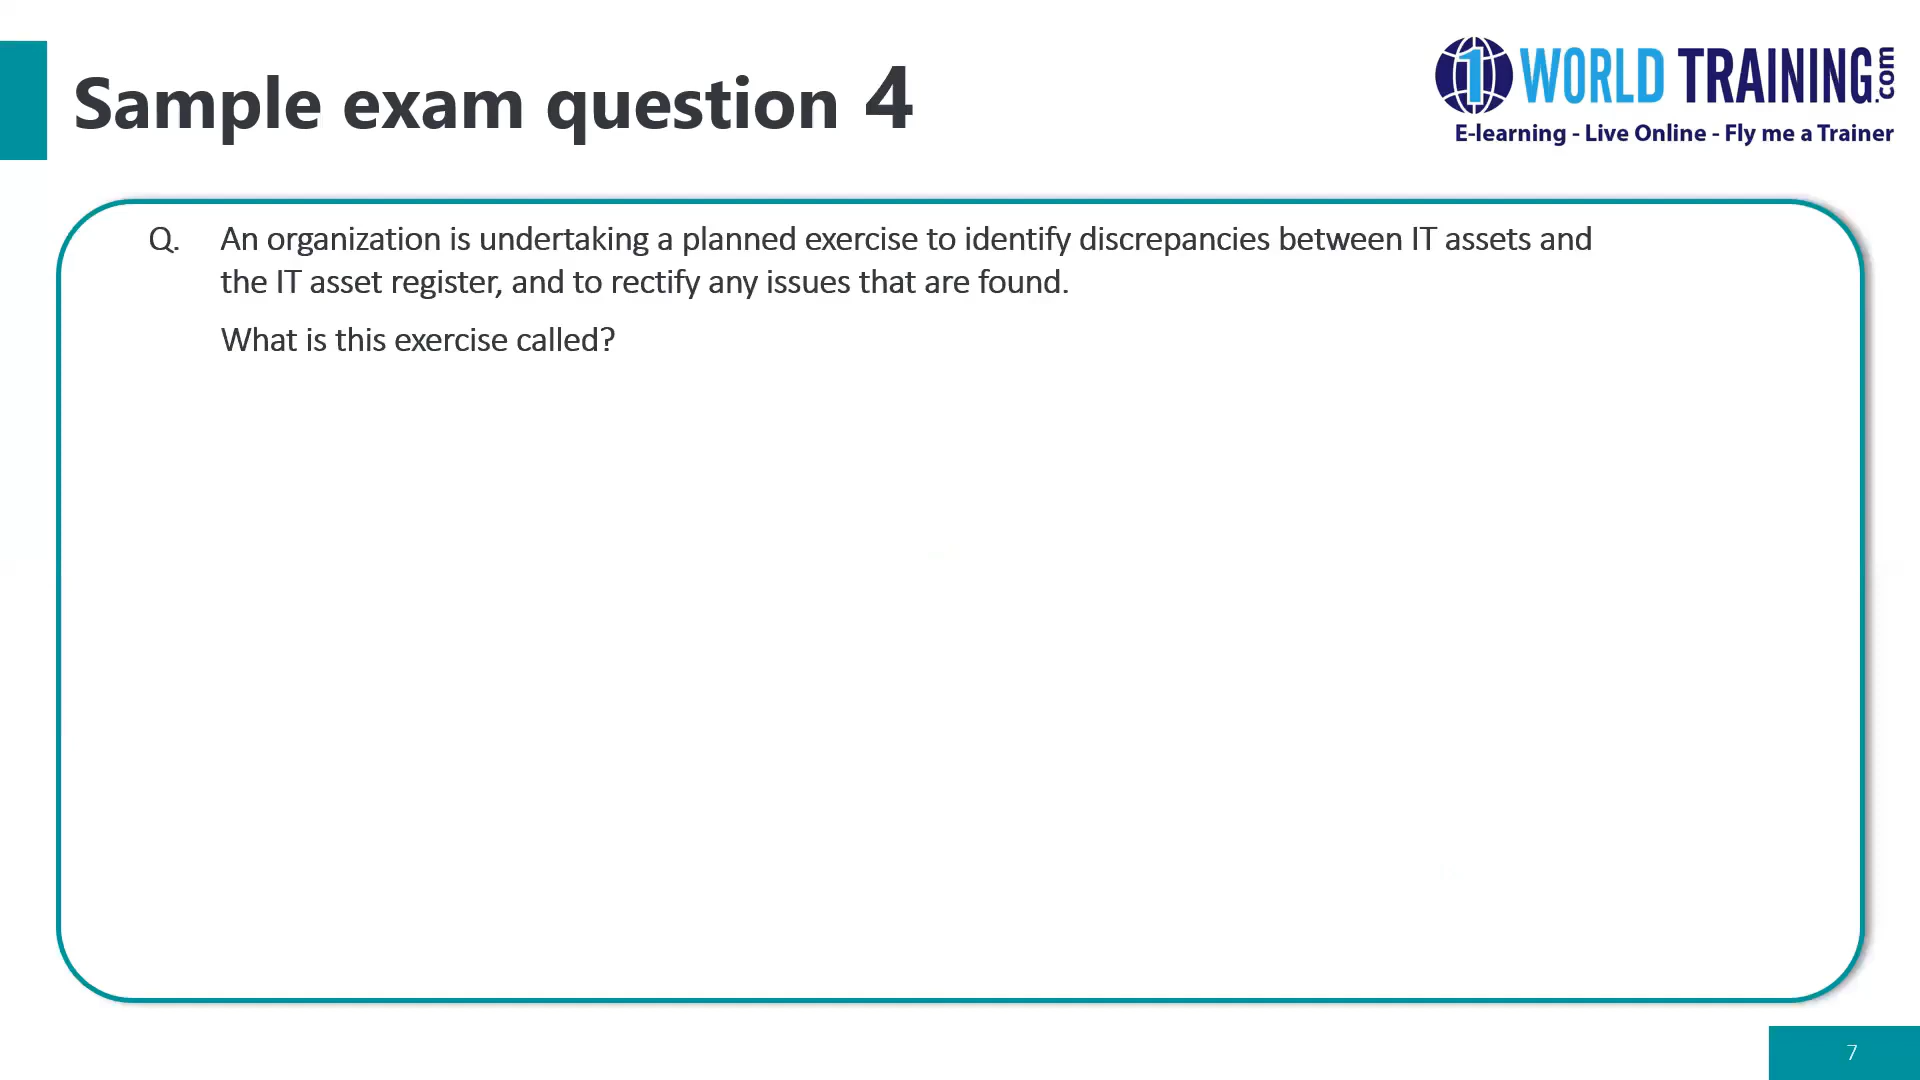 Sample exam question 4
1 WORLD TRAINING.com
E-learning - Live Online - Fly me a Trainer
Q. An organization is undertaking a planned exercise to identify discrepancies between IT assets and
the IT asset register, and to rectify any issues that are found.
What is this exercise called?
7